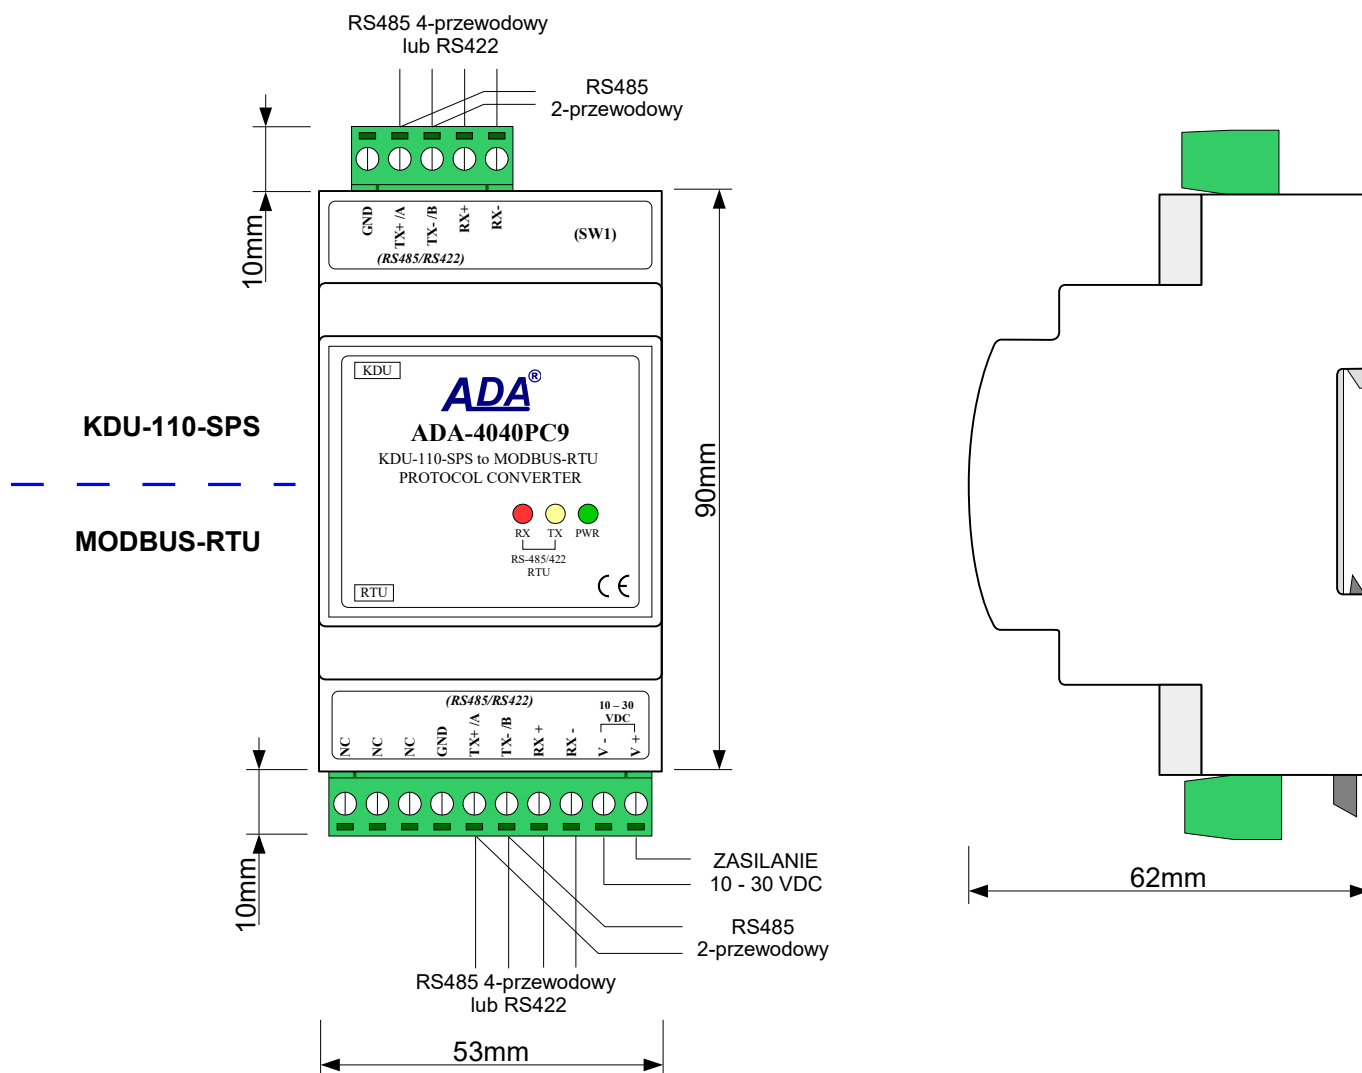 RS485 4-przewodowy
lub RS422
RS485
2-przewodowy
10mm
GND
TX+ /A
TX- /B
RX+
RX-
(SW1)
(RS485/RS422)
KDU
ADA®
ADA-4040PC9
KDU-110-SPS to MODBUS-RTU
PROTOCOL CONVERTER
KDU-110-SPS
MODBUS-RTU
90mm
RX TX PWR
RS-485/422
RTU
RTU
CE
(RS485/RS422)
10 – 30
VDC
NC
NC
NC
GND
TX+ /A
TX- /B
RX +
RX -
V -
V +
10mm
ZASILANIE
10 - 30 VDC
RS485
2-przewodowy
RS485 4-przewodowy
lub RS422
53mm
62mm